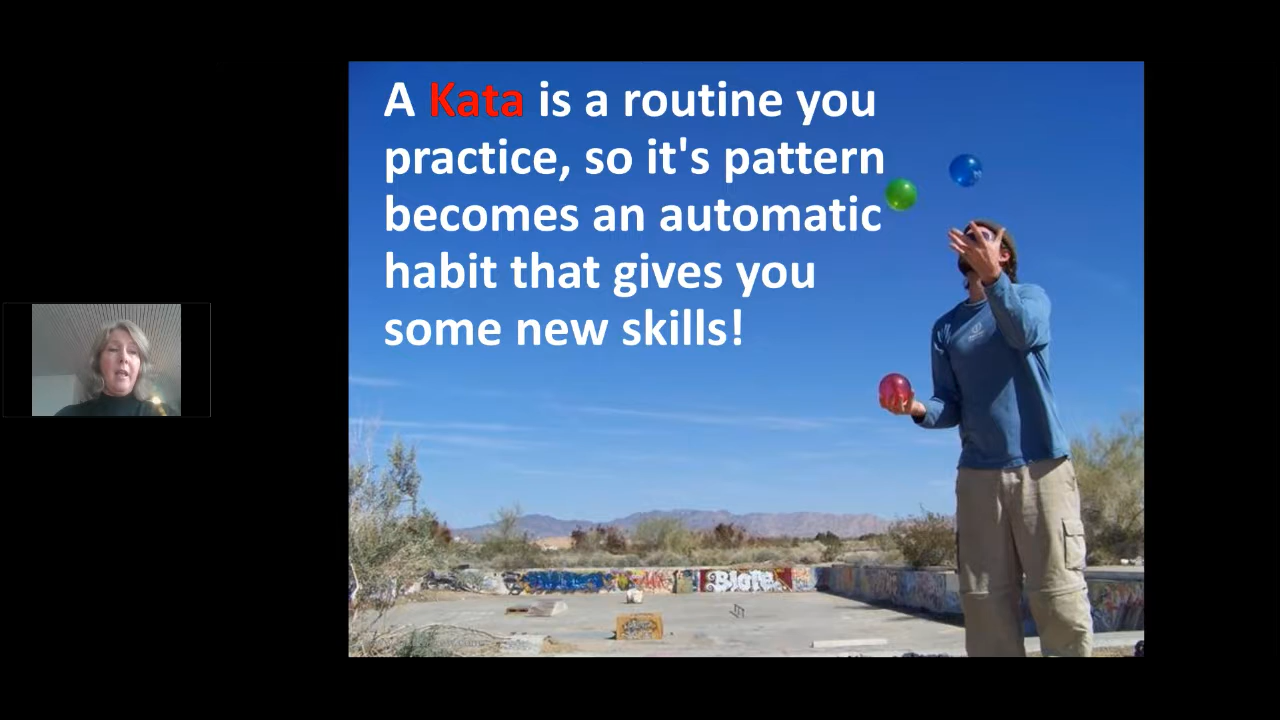 A Kata is a routine you
practice, so it's pattern
becomes an automatic
habit that gives you
some new skills!